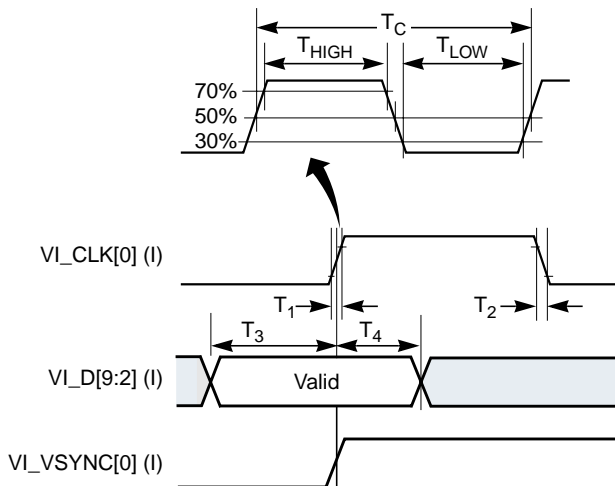 T_C
T_HIGH T_LOW
70%
50%
30%
VI_CLK[0] (I)
T_1 T_2
T_3 T_4
VI_D[9:2] (I) Valid
VI_VSYNC[0] (I)